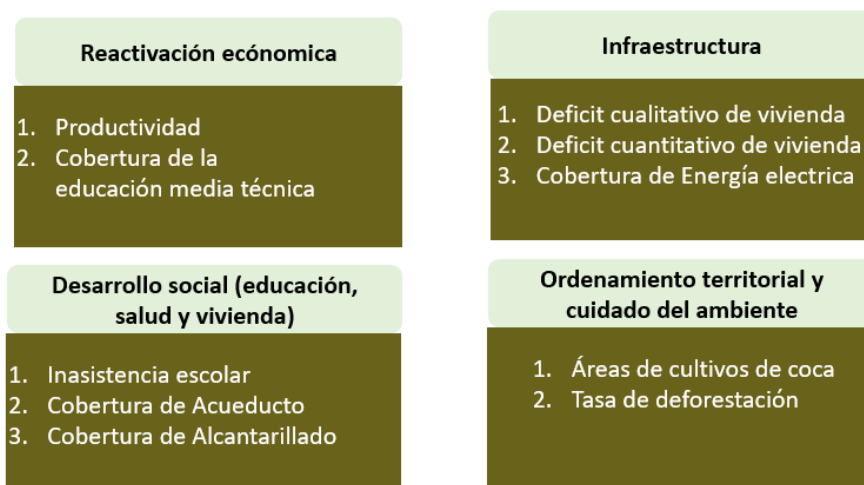 Reactivación ecónomica
1. Productividad
2. Cobertura de la
educación media técnica
Infraestructura
1. Deficit cualitativo de vivienda
2. Deficit cuantitativo de vivienda
3. Cobertura de Energía electrica
Desarrollo social (educación,
salud y vivienda)
1. Inasistencia escolar
2. Cobertura de Acueducto
3. Cobertura de Alcantarillado
Ordenamiento territorial y
cuidado del ambiente
1. Áreas de cultivos de coca
2. Tasa de deforestación